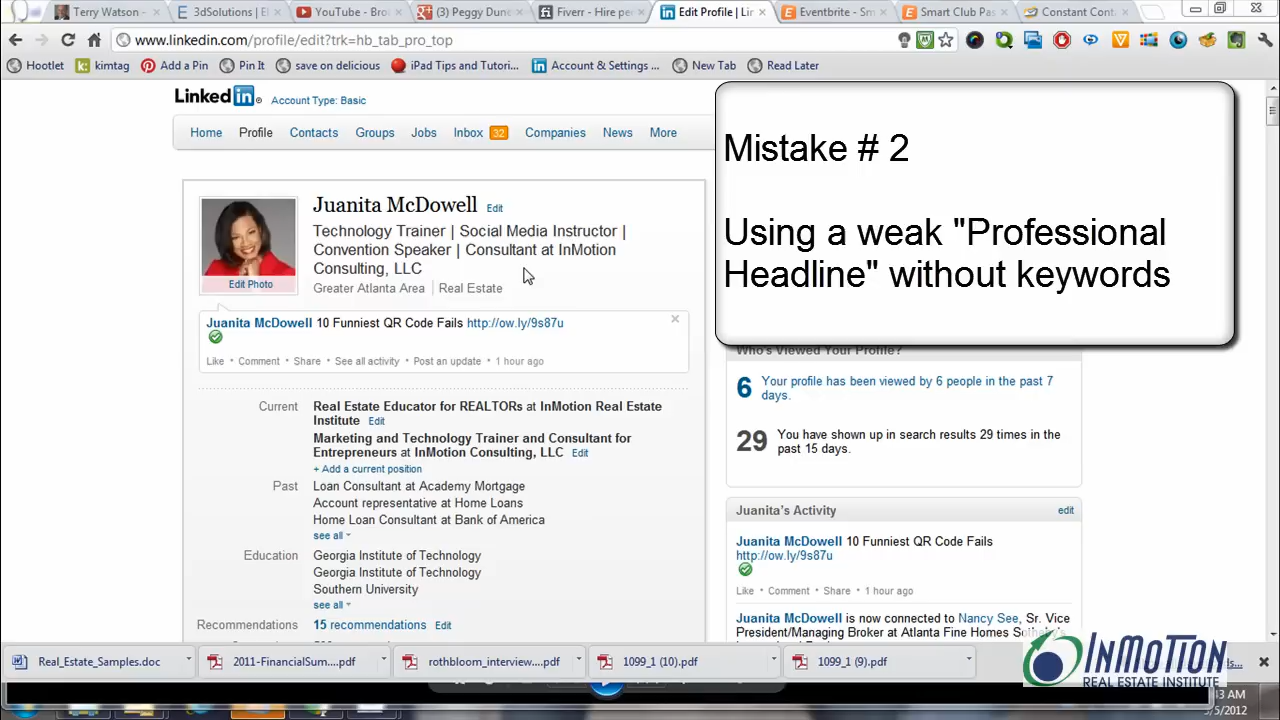 Terry Watson
3dSolutions | El
YouTube - Bro
(3) Peggy Dun
Fiverr - Hire pe
Edit Profile | Lin
Eventbrite - Sm
Smart Club Pas
Constant Cont
www.linkedin.com/profile/edit?trk=hb_tab_pro_top
Hootlet
kimtag
Add a Pin
Pin It
save on delicious
iPad Tips and Tutori...
Account & Settings ...
New Tab
Read Later
Linked in
Account Type: Basic
Home Profile Contacts Groups Jobs Inbox 32 Companies News More
Mistake # 2
Using a weak "Professional
Headline" without keywords
Juanita McDowell Edit
Technology Trainer | Social Media Instructor |
Convention Speaker | Consultant at InMotion
Consulting, LLC
Greater Atlanta Area | Real Estate
Edit Photo
Juanita McDowell 10 Funniest QR Code Fails http://ow.ly/9s87u
Like • Comment • Share • See all activity • Post an update • 1 hour ago
Current
Real Estate Educator for REALTORs at InMotion Real Estate
Institute Edit
Marketing and Technology Trainer and Consultant for
Entrepreneurs at InMotion Consulting, LLC Edit
+ Add a current position
Past
Loan Consultant at Academy Mortgage
Account representative at Home Loans
Home Loan Consultant at Bank of America
see all
Education
Georgia Institute of Technology
Georgia Institute of Technology
Southern University
see all
Recommendations
15 recommendations Edit
Who's Viewed Your Profile?
6 Your profile has been viewed by 6 people in the past 7
days.
29 You have shown up in search results 29 times in the
past 15 days.
Juanita's Activity edit
Juanita McDowell 10 Funniest QR Code Fails
http://ow.ly/9s87u
Like • Comment • Share • 1 hour ago
Juanita McDowell is now connected to Nancy See, Sr. Vice
President/Managing Broker at Atlanta Fine Homes Sotheby's
Real_Estate_Samples.doc
2011-FinancialSum....pdf
rothbloom_interview....pdf
1099_1 (10).pdf
1099_1 (9).pdf
INMOTION
REAL ESTATE INSTITUTE
13 AM
/5/2012